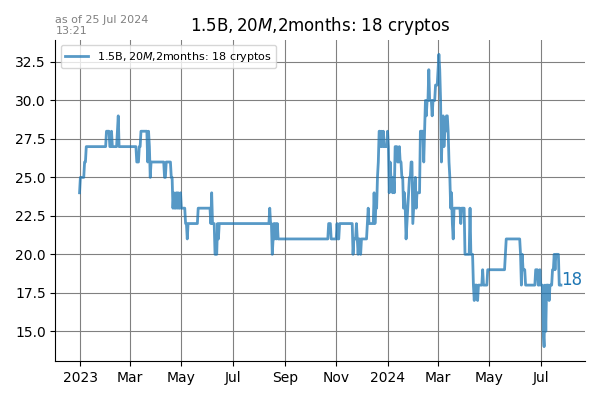 as of 25 Jul 2024
13:21
1.5B, 20M,2months: 18 cryptos
1.5B, 20M,2months: 18 cryptos
32.5
30.0
27.5
25.0
22.5
20.0
17.5
15.0
18
2023 Mar May Jul Sep Nov 2024 Mar May Jul